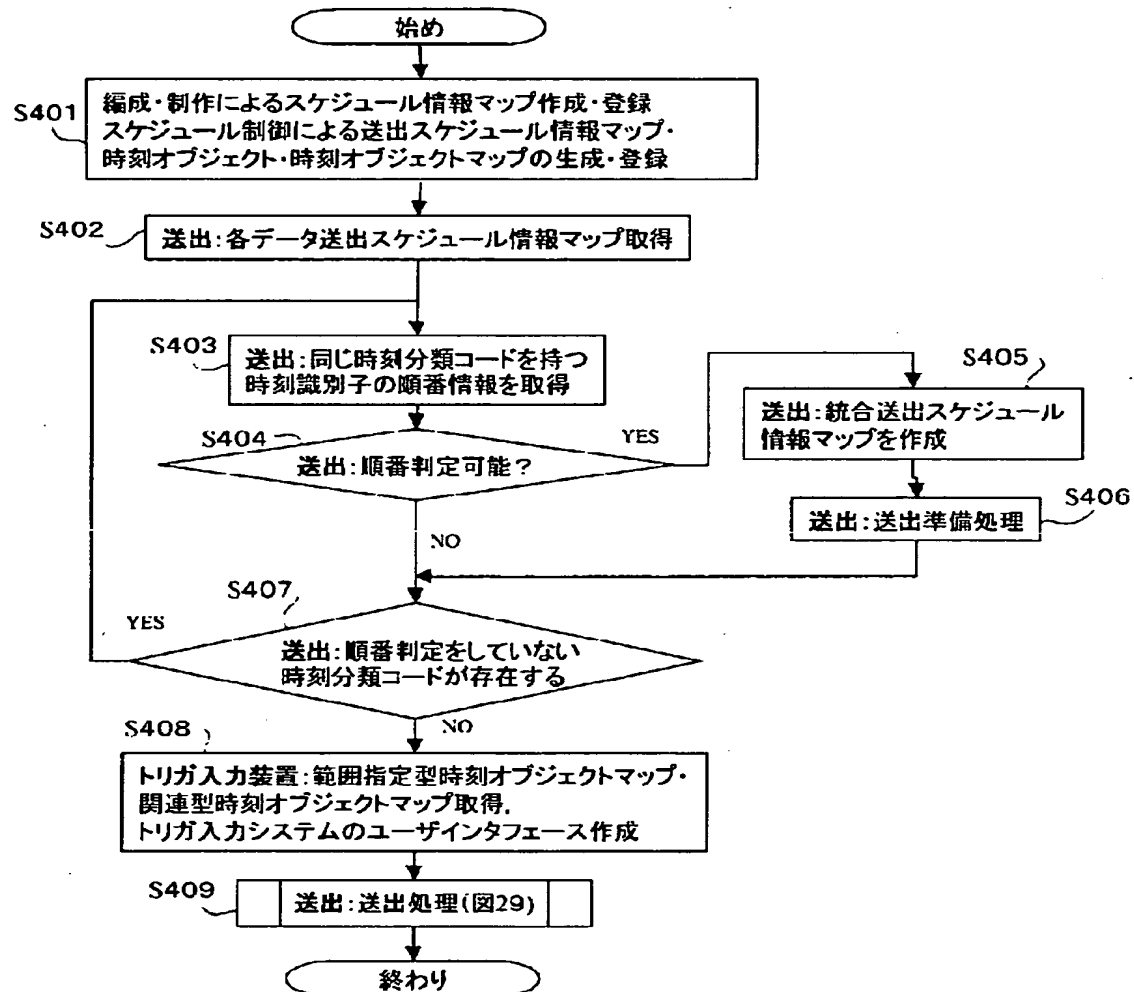 始め
S401
編成・制作によるスケジュール情報マップ作成・登録
スケジュール制御による送出スケジュール情報マップ・
時刻オブジェクト・時刻オブジェクトマップの生成・登録
S402
送出:各データ送出スケジュール情報マップ取得
S403
送出:同じ時刻分類コードを持つ
時刻識別子の順番情報を取得
S404
送出:順番判定可能?
YES
NO
S405
送出:統合送出スケジュール
情報マップを作成
S406
送出:送出準備処理
S407
YES
送出:順番判定をしていない
時刻分類コードが存在する
NO
S408
トリガ入力装置:範囲指定型時刻オブジェクトマップ・
関連型時刻オブジェクトマップ取得.
トリガ入力システムのユーザインタフェース作成
S409
送出:送出処理(図29)
終わり